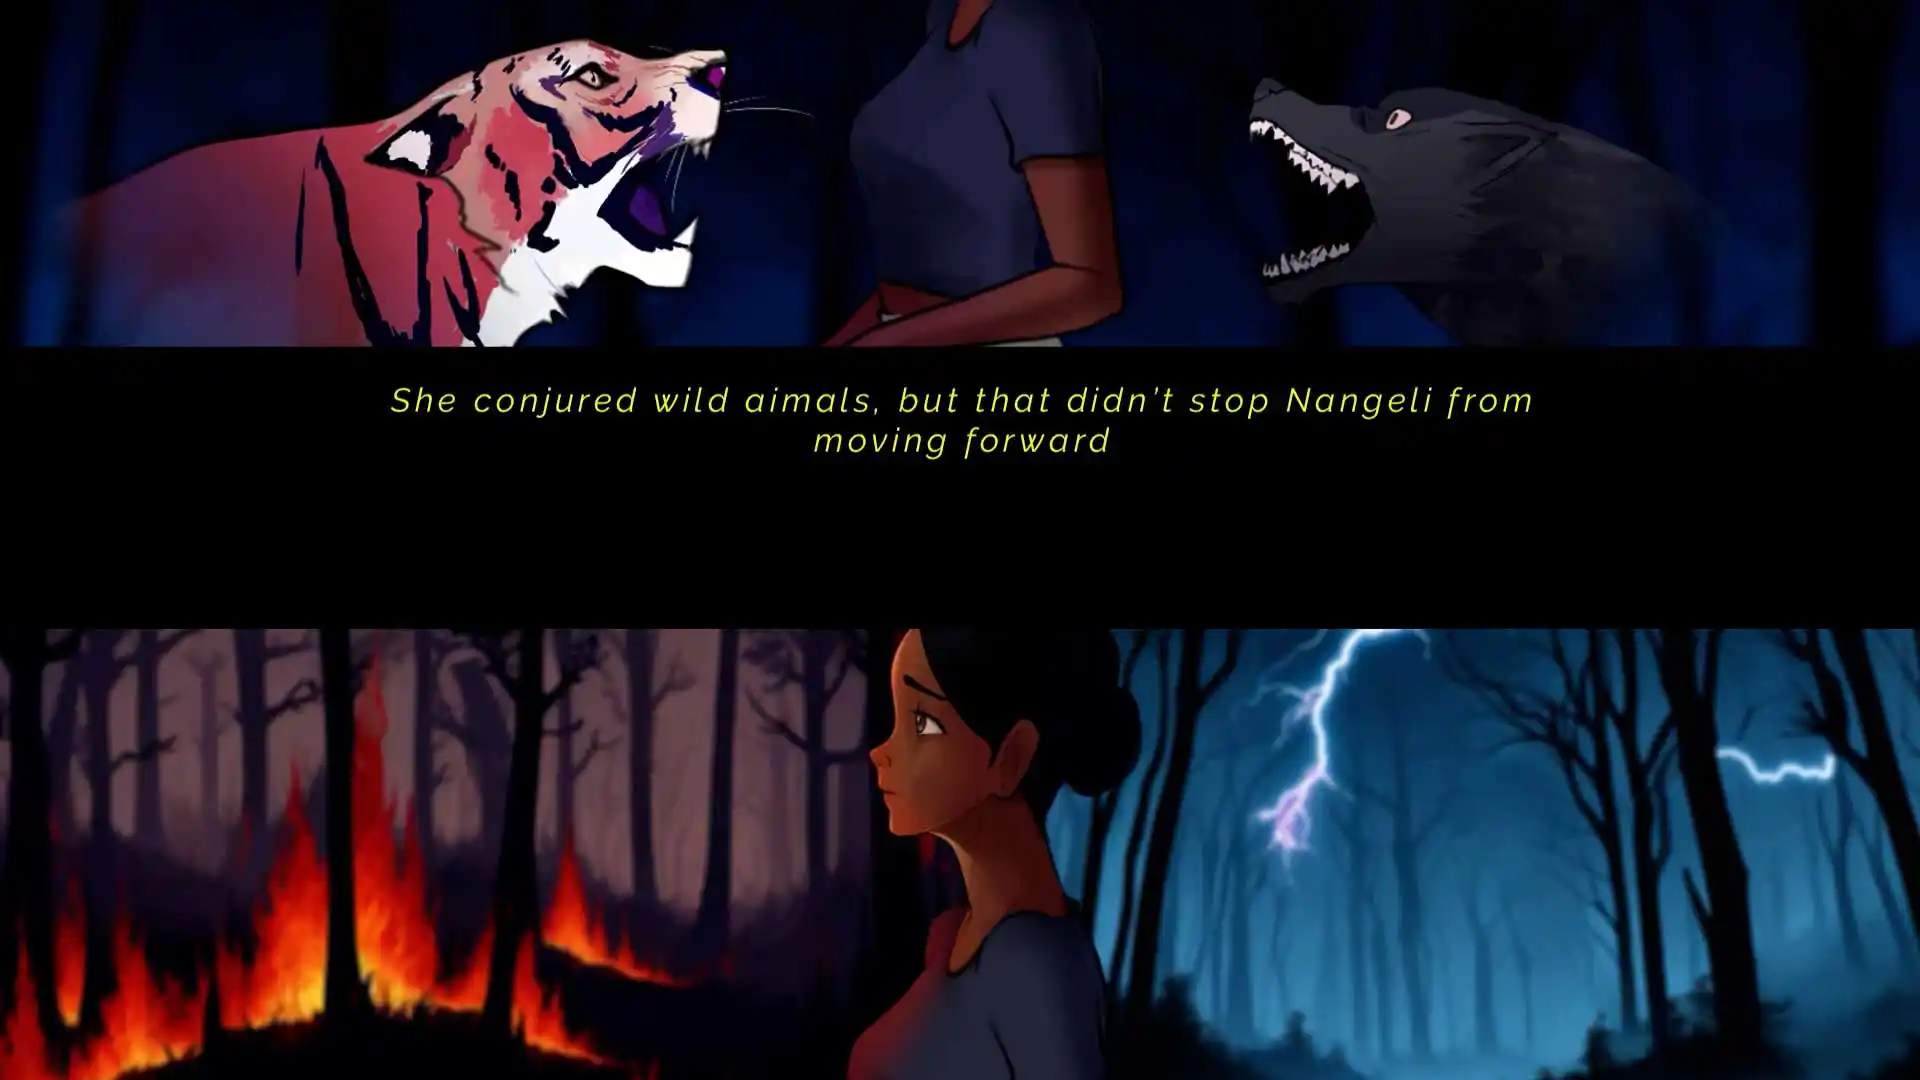 She conjured wild aimals, but that didn't stop Nangeli from
moving forward